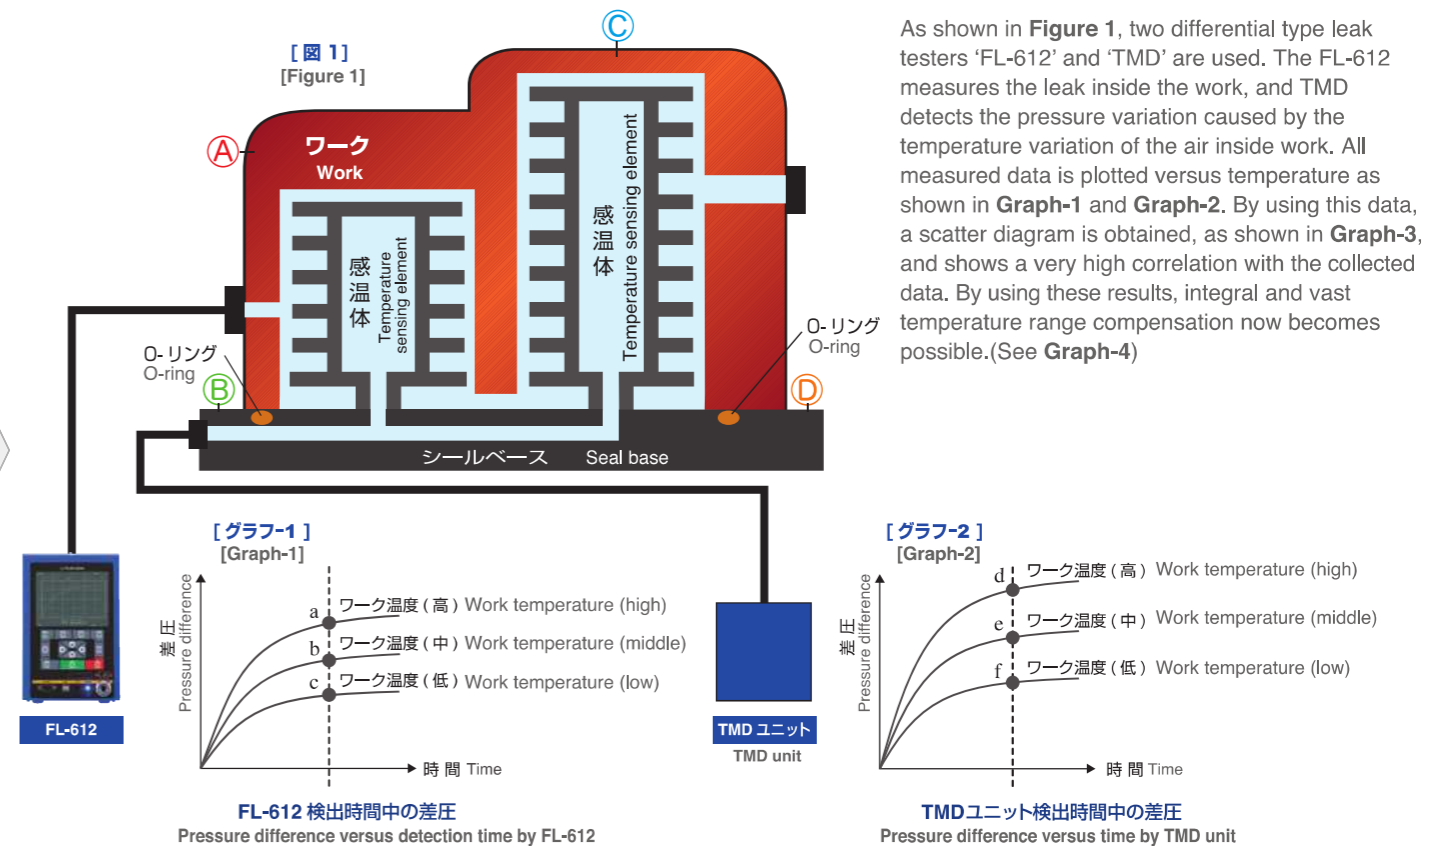 [ 図 1]
[Figure 1]
Ⓐ
Ⓒ
ワーク
Work
感温体
Temperature
sensing element
感温体
Temperature sensing element
O-リング
O-ring
Ⓑ
O-リング
O-ring
Ⓓ
シールベース Seal base
As shown in Figure 1, two differential type leak
testers ‘FL-612’ and ‘TMD’ are used. The FL-612
measures the leak inside the work, and TMD
detects the pressure variation caused by the
temperature variation of the air inside work. All
measured data is plotted versus temperature as
shown in Graph-1 and Graph-2. By using this data,
a scatter diagram is obtained, as shown in Graph-3,
and shows a very high correlation with the collected
data. By using these results, integral and vast
temperature range compensation now becomes
possible.(See Graph-4)
FL-612
[ グラフ-1 ]
[Graph-1]
差圧
Pressure difference
a ワーク温度 ( 高 ) Work temperature (high)
b ワーク温度 ( 中 ) Work temperature (middle)
c ワーク温度 ( 低 ) Work temperature (low)
時間 Time
FL-612 検出時間中の差圧
Pressure difference versus detection time by FL-612
TMD ユニット
TMD unit
[ グラフ-2 ]
[Graph-2]
差圧
Pressure difference
d ワーク温度 ( 高 ) Work temperature (high)
e ワーク温度 ( 中 ) Work temperature (middle)
f ワーク温度 ( 低 ) Work temperature (low)
時間 Time
TMDユニット検出時間中の差圧
Pressure difference versus time by TMD unit